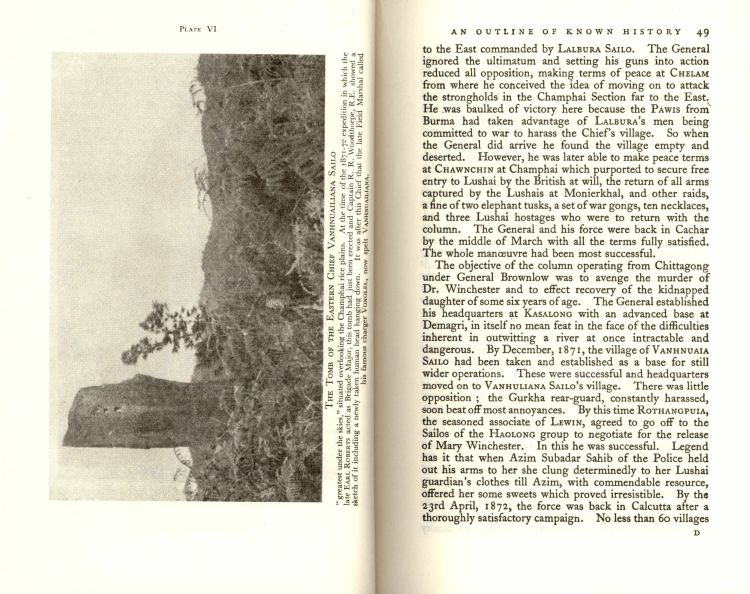 PLATE VI
THE TOMB OF THE EASTERN CHIEF VANHNUAILIANA SAILO
"greatest under the skies," situated overlooking the Champhai rice plains. At the time of the 1871-72 expedition in which the
late EARL ROBERTS acted as Brigade Major, this tomb had just been erected and Captain R. R. Woodthorpe, R.E. showed a
sketch of it including a newly taken human head hanging down. It was after this Chief that the late Field Marshal called
his famous charger VONOLEL, now spelt VANHNUAILIANA.
AN OUTLINE OF KNOWN HISTORY 49
to the East commanded by LALBURA SAILO. The General
ignored the ultimatum and setting his guns into action
reduced all opposition, making terms of peace at CHELAM
from where he conceived the idea of moving on to attack
the strongholds in the Champhai Section far to the East.
He was baulked of victory here because the PAWIS from
Burma had taken advantage of LALBURA'S men being
committed to war to harass the Chief's village. So when
the General did arrive he found the village empty and
deserted. However, he was later able to make peace terms
at CHAWNCHIN at Champhai which purported to secure free
entry to Lushai by the British at will, the return of all arms
captured by the Lushais at Monierkhal, and other raids,
a fine of two elephant tusks, a set of war gongs, ten necklaces,
and three Lushai hostages who were to return with the
column. The General and his force were back in Cachar
by the middle of March with all the terms fully satisfied.
The whole manœuvre had been most successful.
The objective of the column operating from Chittagong
under General Brownlow was to avenge the murder of
Dr. Winchester and to effect recovery of the kidnapped
daughter of some six years of age. The General established
his headquarters at KASALONG with an advanced base at
Demagri, in itself no mean feat in the face of the difficulties
inherent in outwitting a river at once intractable and
dangerous. By December, 1871, the village of VANHNUAIA
SAILO had been taken and established as a base for still
wider operations. These were successful and headquarters
moved on to VANHULIANA SAILO'S village. There was little
opposition ; the Gurkha rear-guard, constantly harassed,
soon beat off most annoyances. By this time ROTHANGPUIA,
the seasoned associate of LEWIN, agreed to go off to the
Sailos of the HAOLONG group to negotiate for the release
of Mary Winchester. In this he was successful. Legend
has it that when Azim Subadar Sahib of the Police held
out his arms to her she clung determinedly to her Lushai
guardian's clothes till Azim, with commendable resource,
offered her some sweets which proved irresistible. By the
23rd April, 1872, the force was back in Calcutta after a
thoroughly satisfactory campaign. No less than 60 villages
D